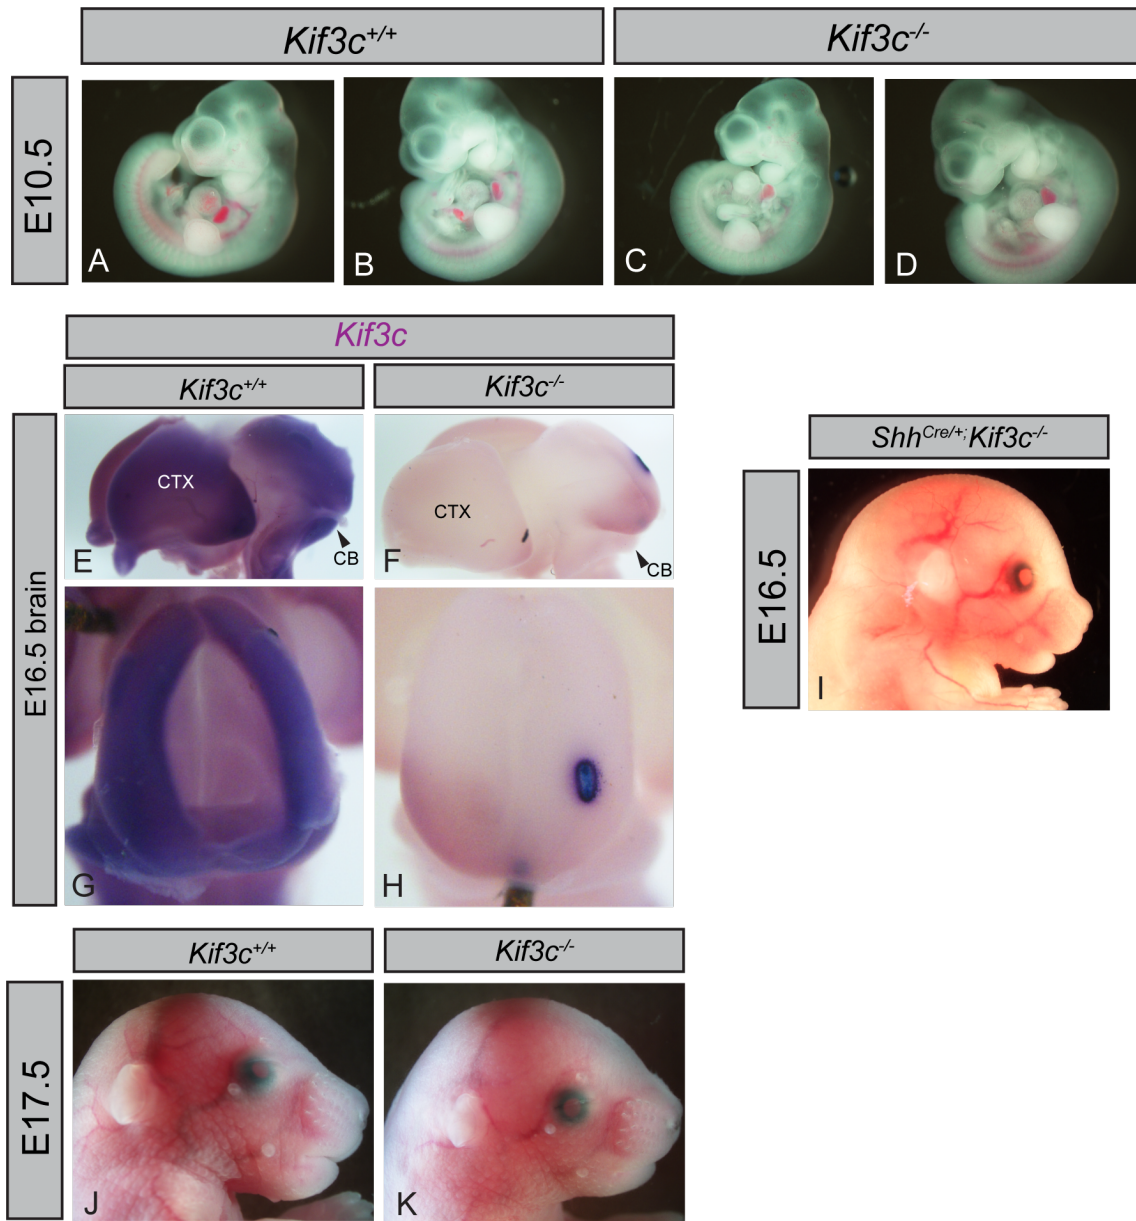 Kif3c+/+ Kif3c-/-
E10.5
A B C D
Kif3c
Kif3c+/+ Kif3c-/-
E16.5 brain
CTX CTX
E CB F CB
G H
ShhCre/+;Kif3c-/-
E16.5
I
Kif3c+/+ Kif3c-/-
E17.5
J K